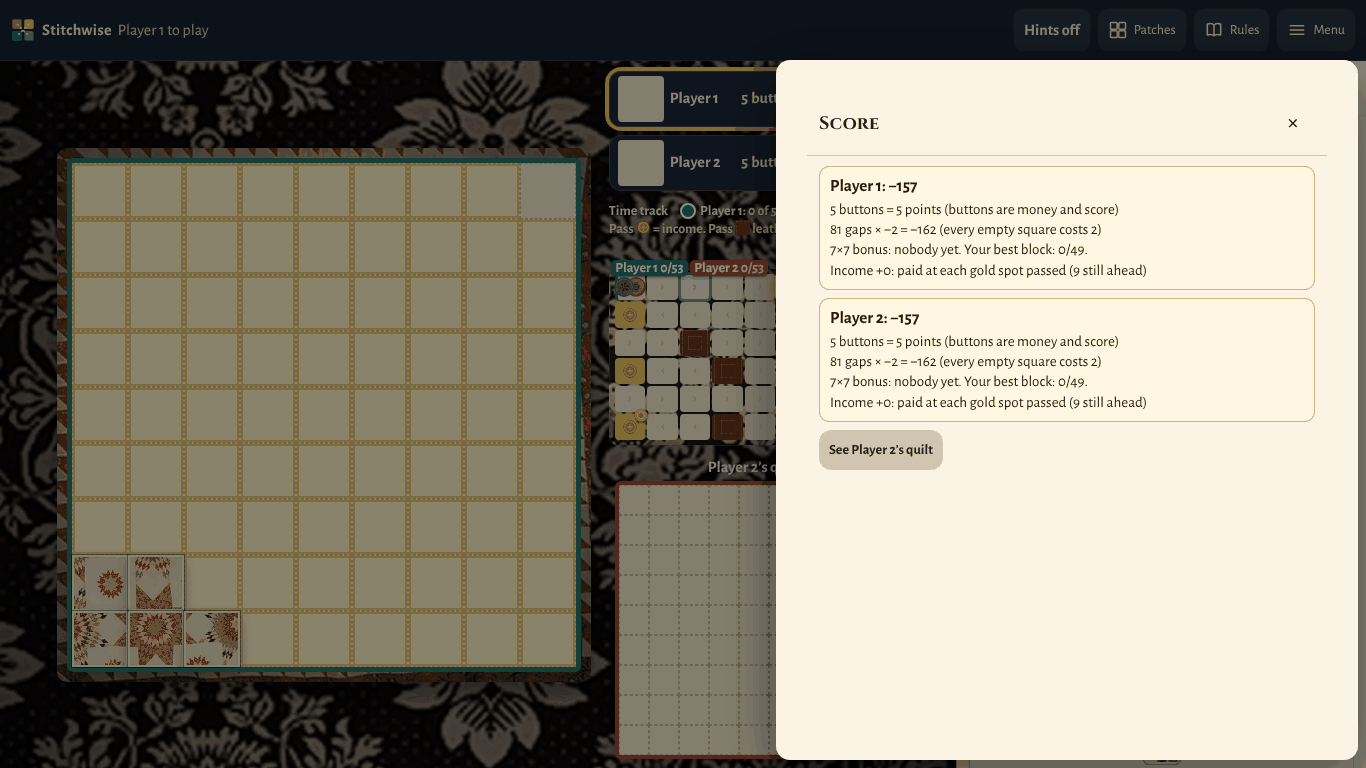 Stitchwise Player 1 to play
Hints off
Patches
Rules
Menu
Player 1 5 butt
Player 2 5 butt
Time track Player 1: 0 of 5
Pass = income. Pass leat
Player 1 0/53 Player 2 0/53
Player 2's q
Score
×
Player 1: –157
5 buttons = 5 points (buttons are money and score)
81 gaps × –2 = –162 (every empty square costs 2)
7×7 bonus: nobody yet. Your best block: 0/49.
Income +0: paid at each gold spot passed (9 still ahead)
Player 2: –157
5 buttons = 5 points (buttons are money and score)
81 gaps × –2 = –162 (every empty square costs 2)
7×7 bonus: nobody yet. Your best block: 0/49.
Income +0: paid at each gold spot passed (9 still ahead)
See Player 2's quilt